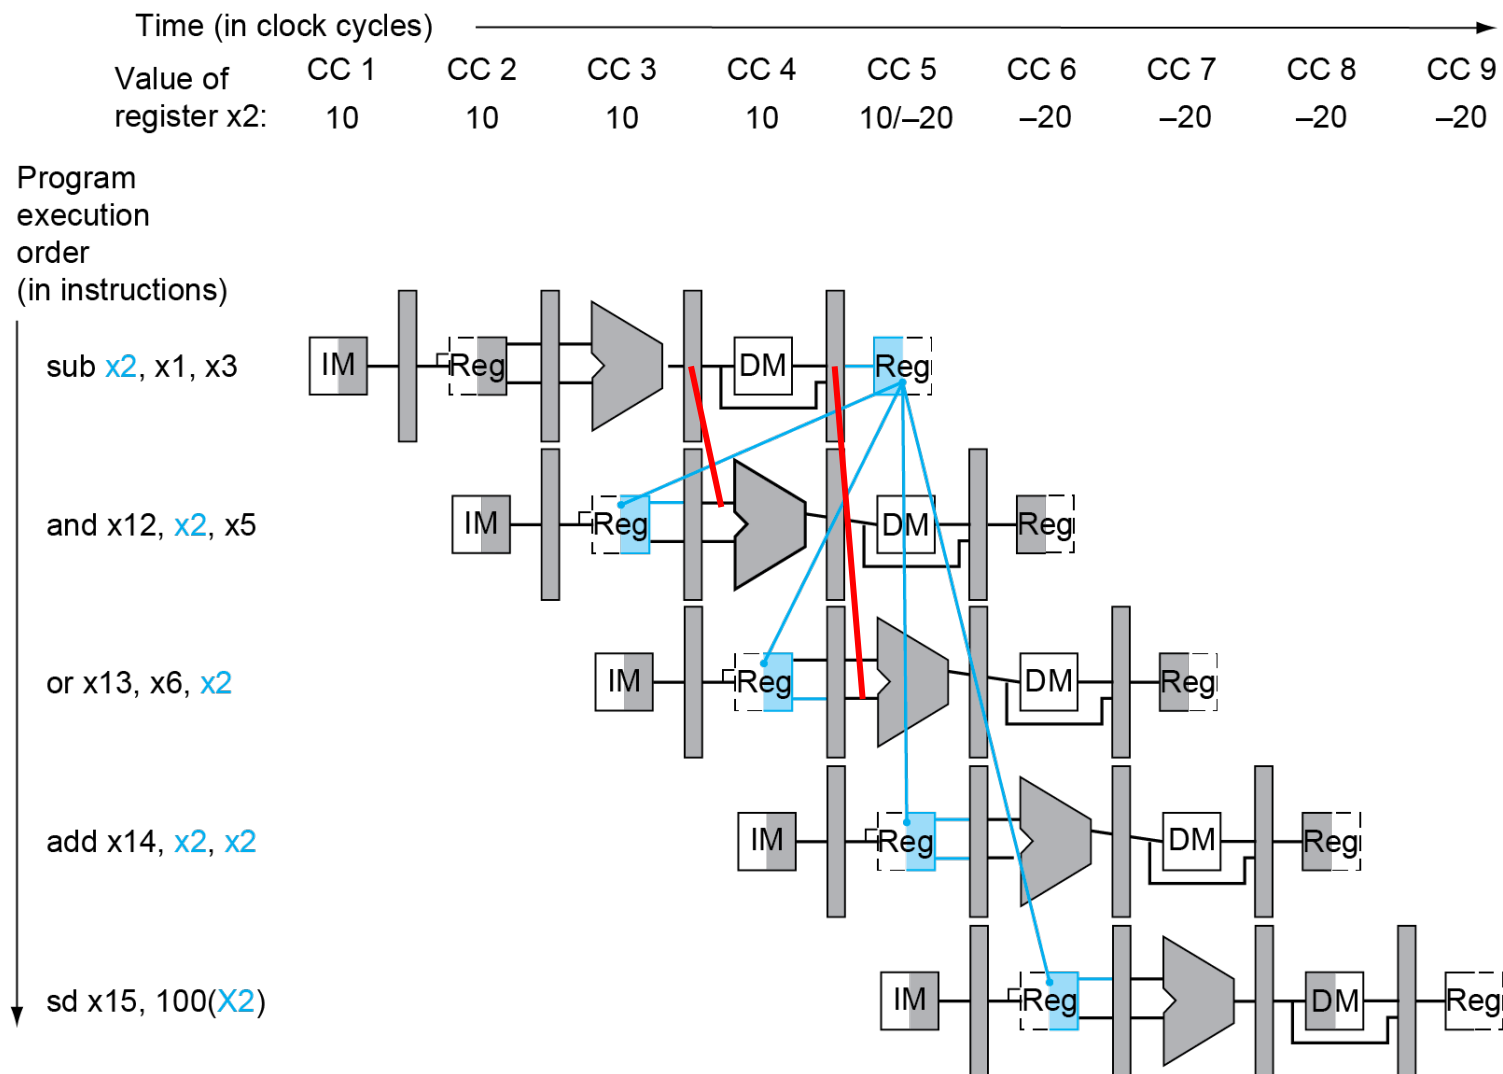 Time (in clock cycles)
Value of register x2:
CC 1 CC 2 CC 3 CC 4 CC 5 CC 6 CC 7 CC 8 CC 9
10 10 10 10 10/–20 –20 –20 –20 –20
Program
execution
order
(in instructions)
sub x2, x1, x3
IM Reg DM Reg
and x12, x2, x5
IM Reg DM Reg
or x13, x6, x2
IM Reg DM Reg
add x14, x2, x2
IM Reg DM Reg
sd x15, 100(X2)
IM Reg DM Reg